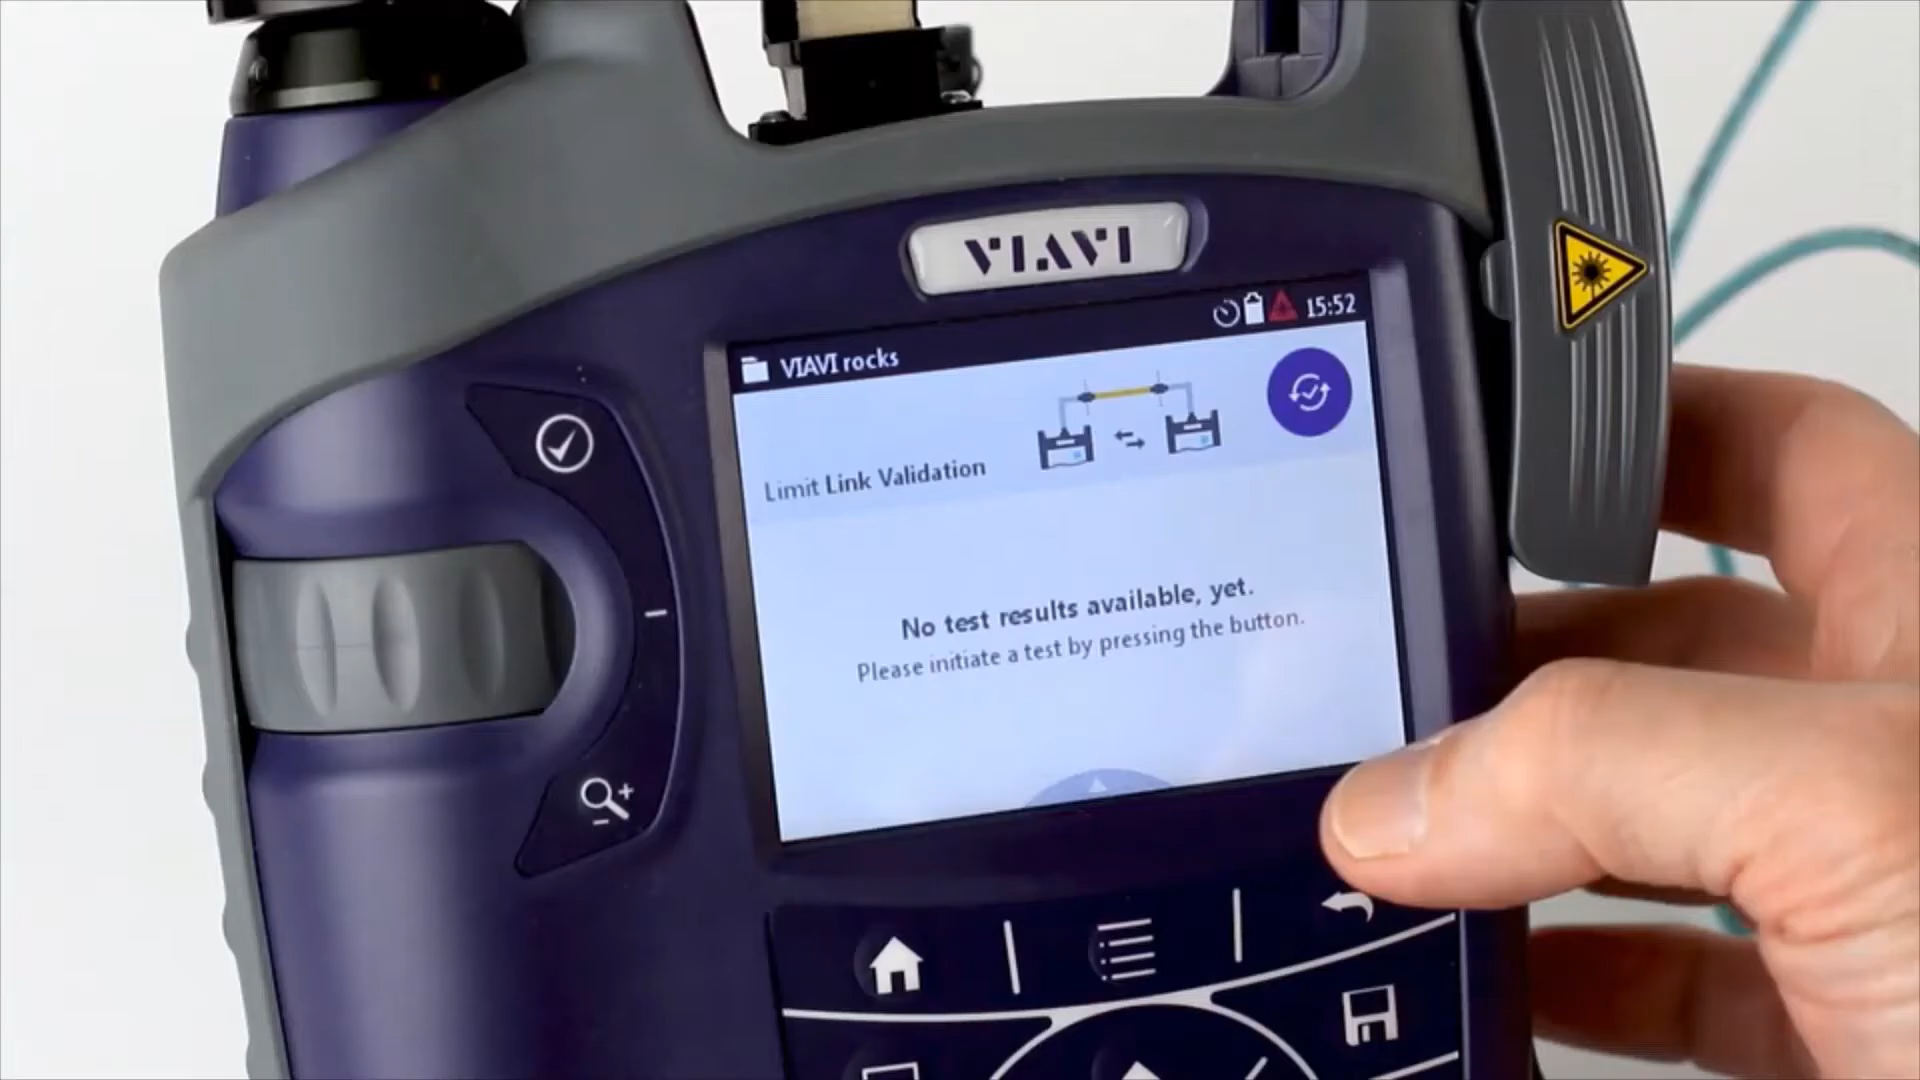 VIAVI
15:52
VIAVI rocks
Limit Link Validation
No test results available, yet.
Please initiate a test by pressing the button.